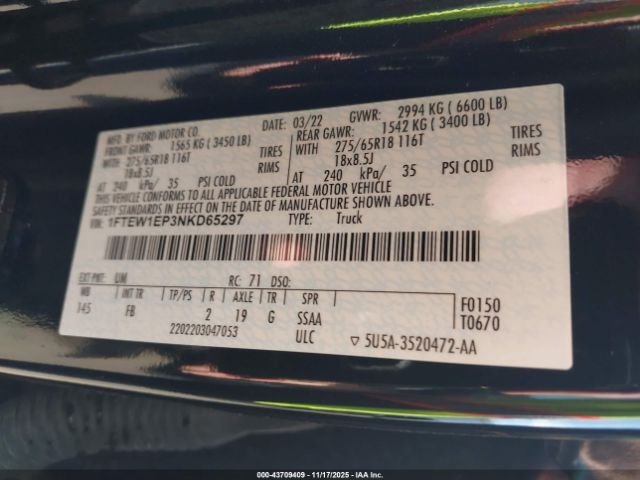 MFG. BY FORD MOTOR CO.
DATE: 03/22 GVWR: 2994 KG ( 6600 LB)
FRONT GAWR: 1565 KG ( 3450 LB) REAR GAWR: 1542 KG ( 3400 LB)
WITH 275/65R18 116T TIRES WITH 275/65R18 116T TIRES
18x8.5J RIMS 18x8.5J RIMS
AT 240 kPa/ 35 PSI COLD AT 240 kPa/ 35 PSI COLD
THIS VEHICLE CONFORMS TO ALL APPLICABLE FEDERAL MOTOR VEHICLE
SAFETY STANDARDS IN EFFECT ON THE DATE OF MANUFACTURE SHOWN ABOVE.
VIN: 1FTEW1EP3NKD65297 TYPE: Truck
EXT PNT: UM RC: 71 DSO:
WB INT TR TP/PS R AXLE TR SPR F0150
145 FB 2 19 G SSAA T0670
2202203047053 ULC ▽ 5U5A-3520472-AA
000-43709409 - 11/17/2025 - IAA Inc.